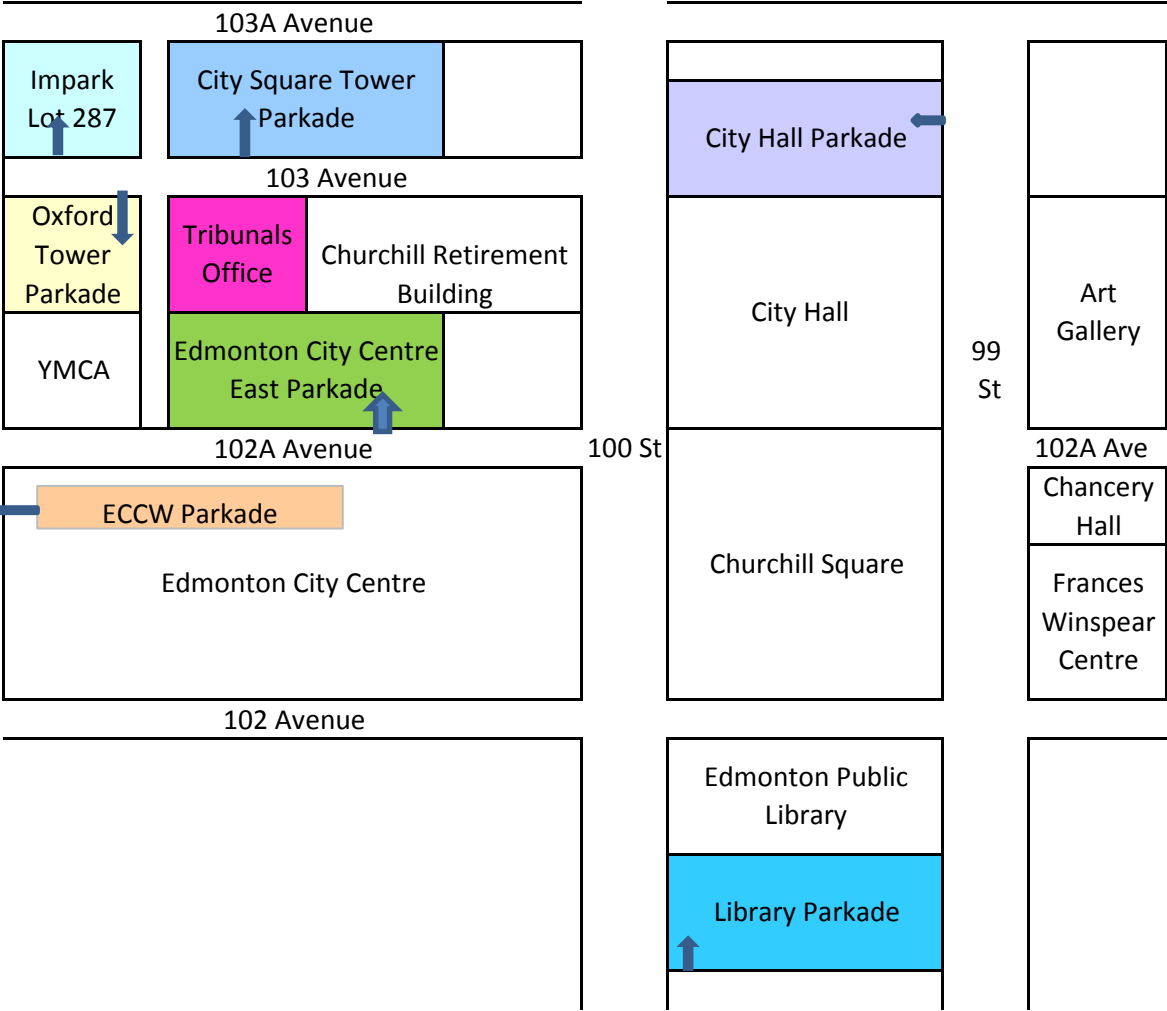 103A Avenue
Impark
Lot 287
City Square Tower
Parkade
City Hall Parkade
103 Avenue
Oxford
Tower
Parkade
Tribunals
Office
Churchill Retirement
Building
City Hall
99
St
Art
Gallery
YMCA
Edmonton City Centre
East Parkade
102A Avenue
100 St
102A Ave
ECCW Parkade
Edmonton City Centre
Churchill Square
Chancery
Hall
Frances
Winspear
Centre
102 Avenue
Edmonton Public
Library
Library Parkade